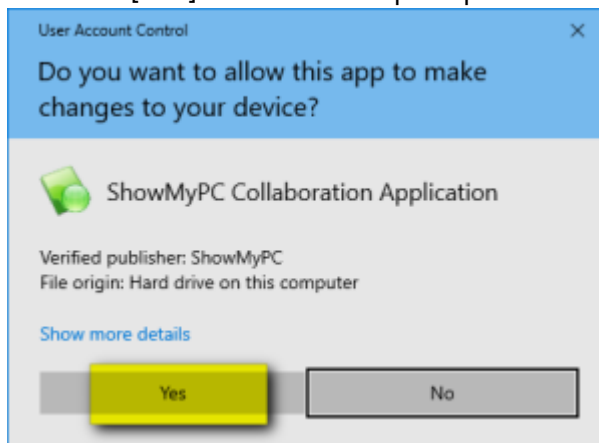 User Account Control
Do you want to allow this app to make
changes to your device?
ShowMyPC Collaboration Application
Verified publisher: ShowMyPC
File origin: Hard drive on this computer
Show more details
Yes No